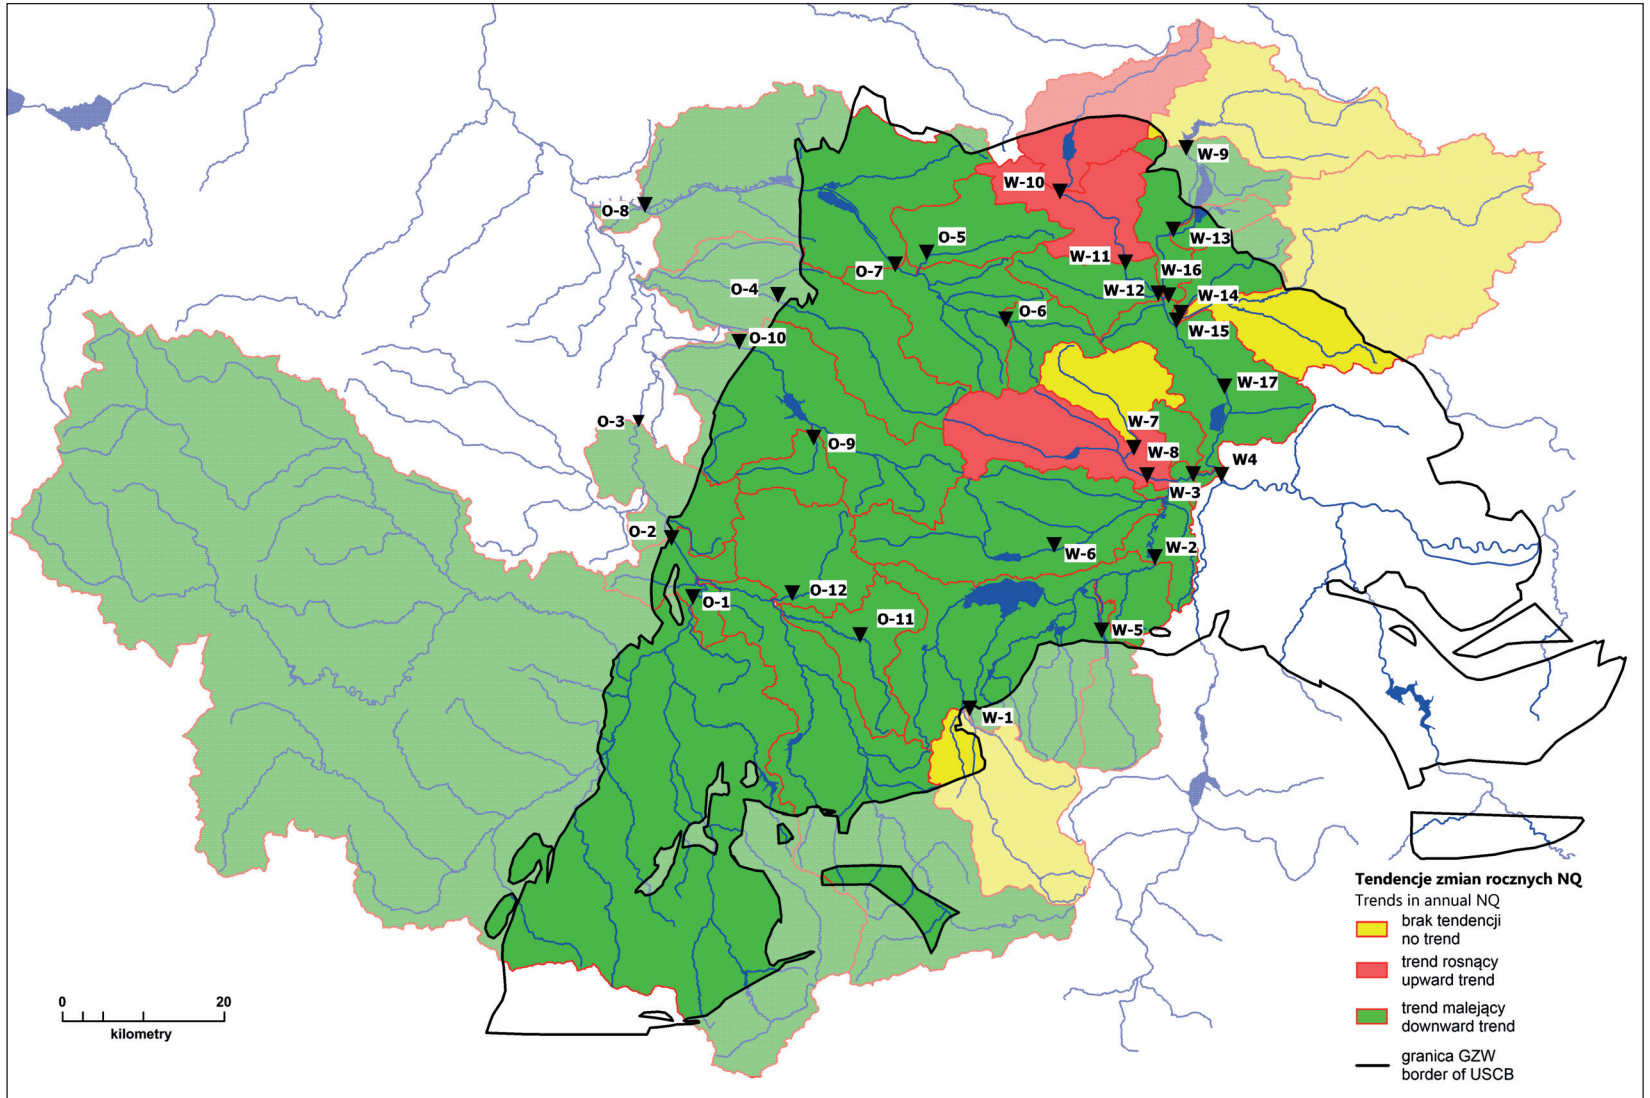 W-9
W-10
O-8
W-13
O-5
W-11
O-7
W-16
O-4
W-12
W-14
O-6
W-15
O-10
W-17
O-3
W-7
O-9
W-8
W4
W-3
O-2
W-6
W-2
O-12
O-1
O-11
W-5
W-1
Tendencje zmian rocznych NQ
Trends in annual NQ
brak tendencji
no trend
trend rosnący
upward trend
trend malejący
downward trend
granica GZW
border of USCB
0 20
kilometry